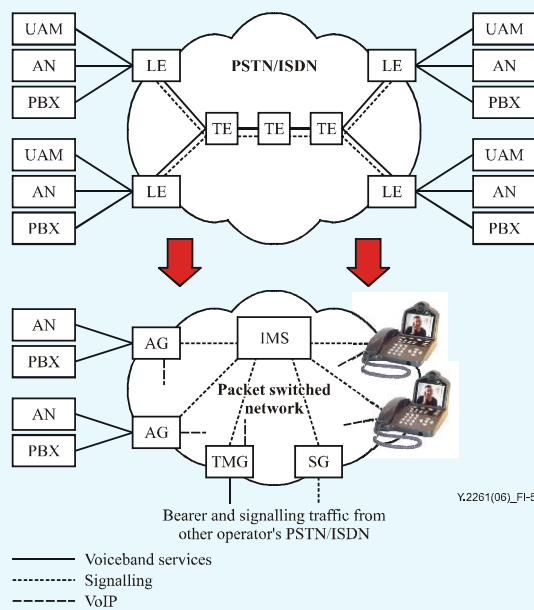 UAM
AN
PBX
LE
PSTN/ISDN
LE
UAM
AN
PBX
TE
TE
TE
UAM
AN
PBX
LE
LE
UAM
AN
PBX
AN
PBX
AG
IMS
Packet switched
network
AN
PBX
AG
TMG
SG
Y.2261(06)_FI-5
Bearer and signalling traffic from
other operator's PSTN/ISDN
Voiceband services
Signalling
VoIP